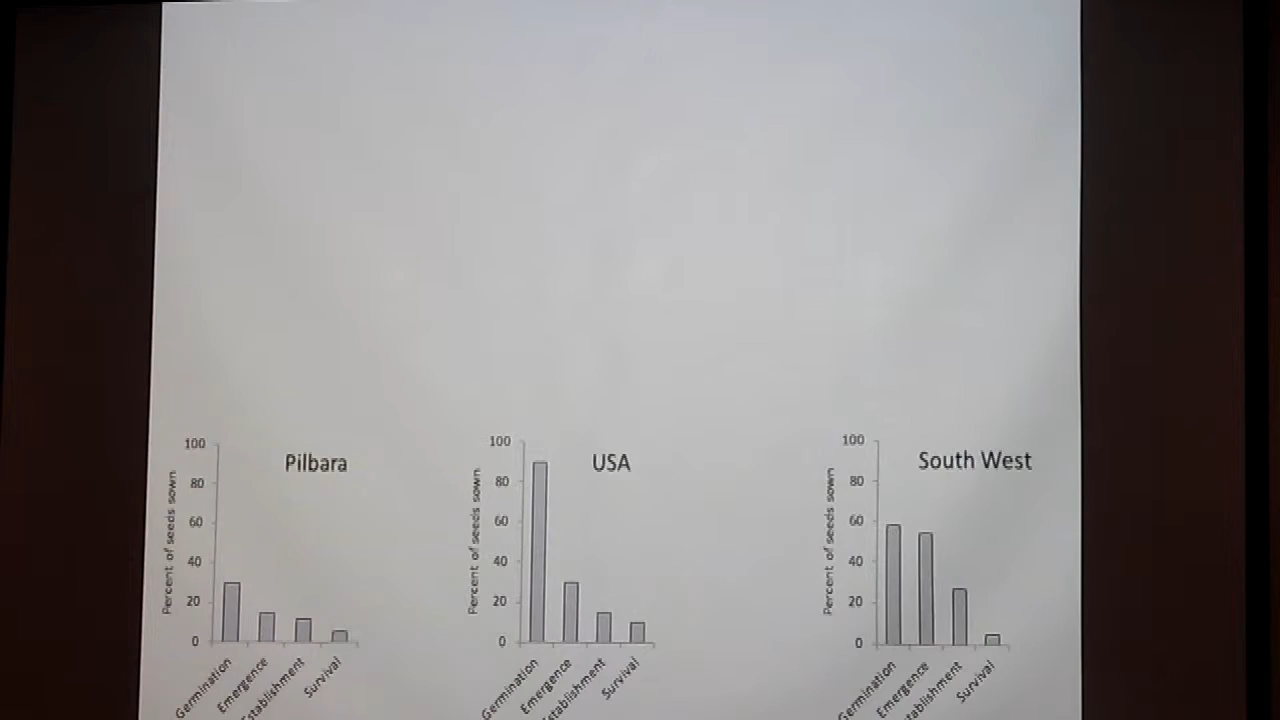 Pilbara
Percent of seeds sown
100
80
60
40
20
0
Germination
Emergence
Establishment
Survival
USA
Percent of seeds sown
100
80
60
40
20
0
Germination
Emergence
Establishment
Survival
South West
Percent of seeds sown
100
80
60
40
20
0
Germination
Emergence
Establishment
Survival